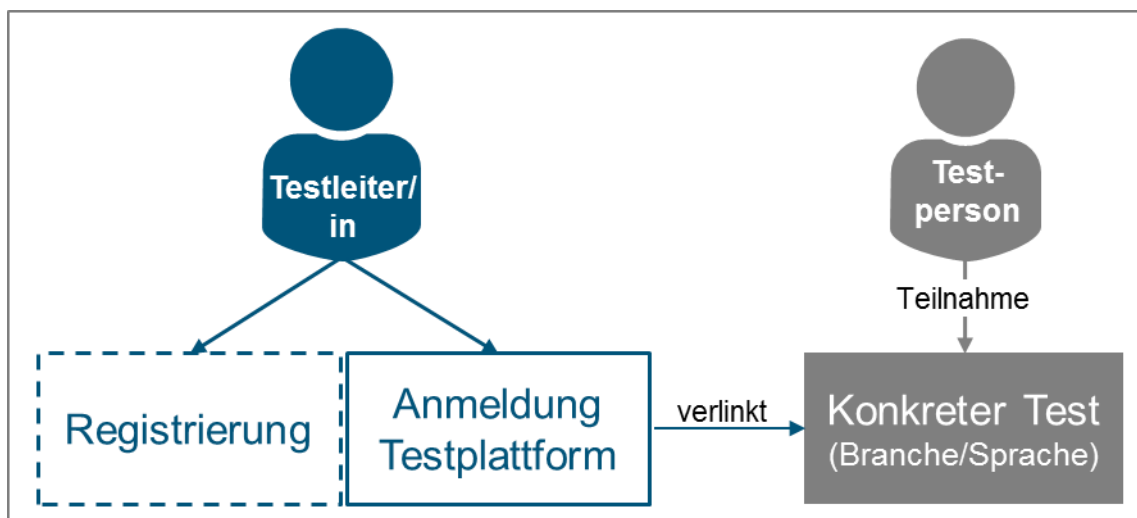 Testleiter/
in
Test-
person
Teilnahme
Registrierung
Anmeldung
Testplattform
verlinkt
Konkreter Test
(Branche/Sprache)